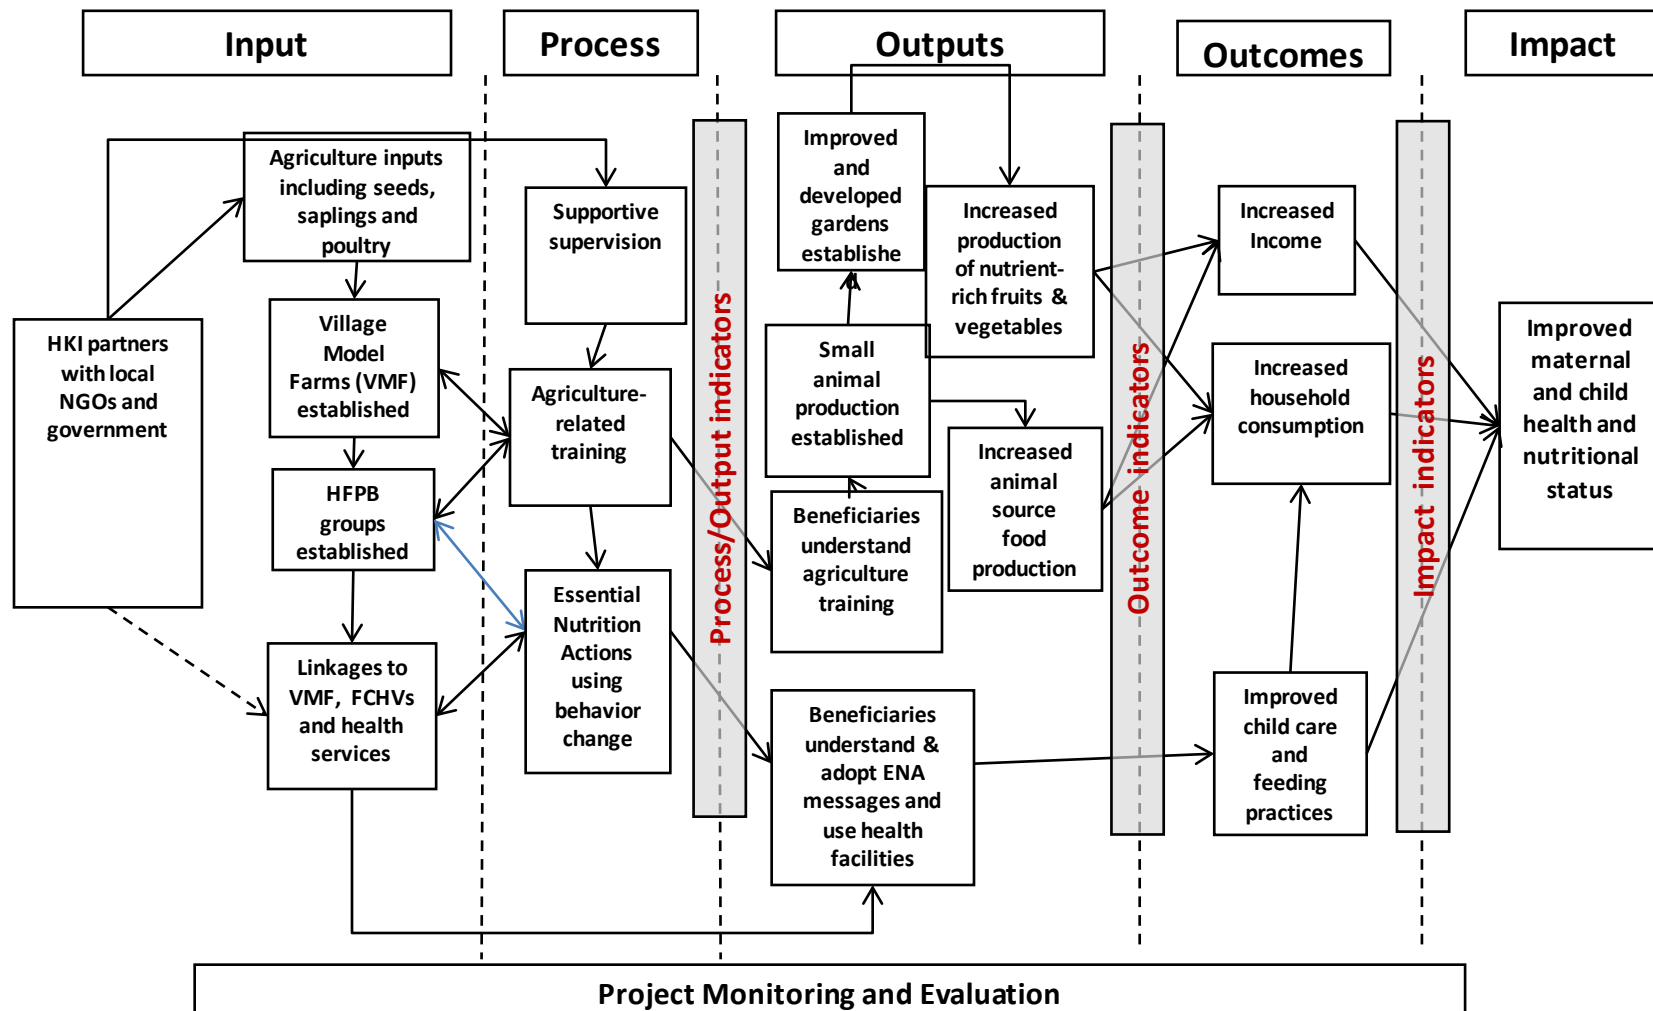 Input
Process
Outputs
Outcomes
Impact
HKI partners
with local
NGOs and
government
Agriculture inputs
including seeds,
saplings and
poultry
Village
Model
Farms (VMF)
established
HFPB
groups
established
Linkages to
VMF, FCHVs
and health
services
Supportive
supervision
Agriculture-
related
training
Essential
Nutrition
Actions
using
behavior
change
Process/Output indicators
Improved
and
developed
gardens
establishe
d
Increased
production
of nutrient-
rich fruits &
vegetables
Small
animal
production
established
Increased
animal
source
food
production
Beneficiaries
understand
agriculture
training
Beneficiaries
understand &
adopt ENA
messages and
use health
facilities
Outcome indicators
Increased
Income
Increased
household
consumption
Improved
child care
and
feeding
practices
Impact indicators
Improved
maternal
and child
health and
nutritional
status
Project Monitoring and Evaluation